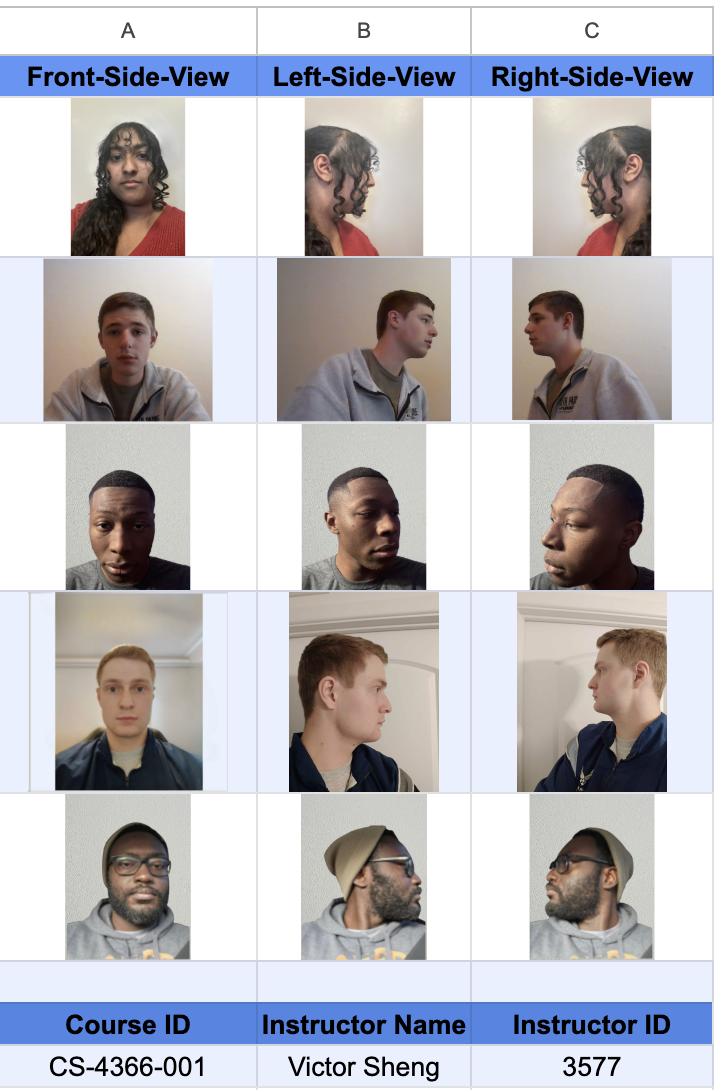 A B C
Front-Side-View Left-Side-View Right-Side-View
Course ID Instructor Name Instructor ID
CS-4366-001 Victor Sheng 3577